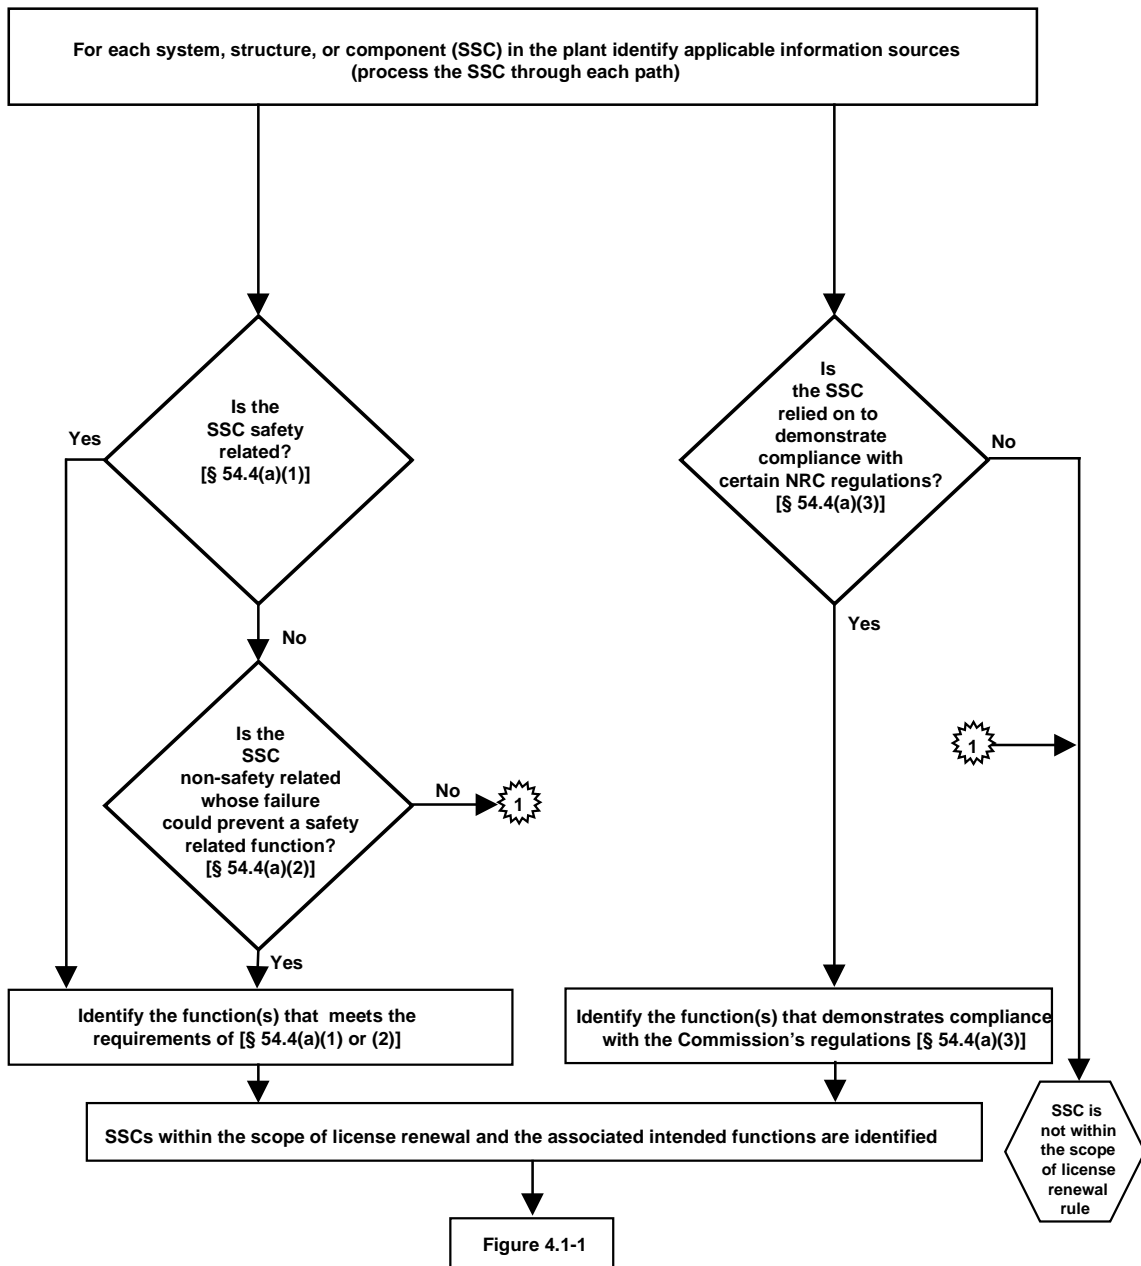 For each system, structure, or component (SSC) in the plant identify applicable information sources
(process the SSC through each path)
Is the
SSC safety
related?
[§ 54.4(a)(1)]
Yes
No
Is
the SSC
relied on to
demonstrate
compliance with
certain NRC regulations?
[§ 54.4(a)(3)]
No
Yes
Is the
SSC
non-safety related
whose failure
could prevent a safety
related function?
[§ 54.4(a)(2)]
No
1
1
Yes
Identify the function(s) that meets the
requirements of [§ 54.4(a)(1) or (2)]
Identify the function(s) that demonstrates compliance
with the Commission's regulations [§ 54.4(a)(3)]
SSCs within the scope of license renewal and the associated intended functions are identified
SSC is
not within
the scope
of license
renewal
rule
Figure 4.1-1